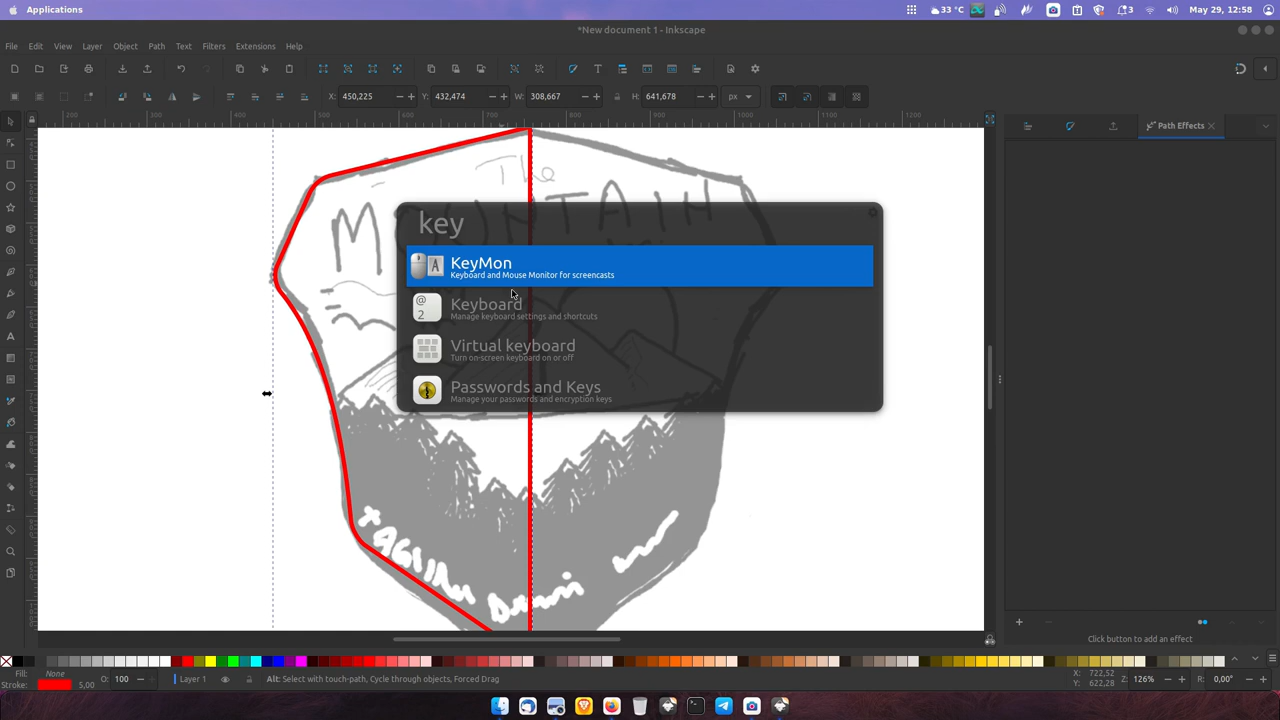 Applications
33 °C
3
May 29, 12:58
*New document 1 - Inkscape
File Edit View Layer Object Path Text Filters Extensions Help
X: 450,225 Y: 432,474 W: 308,667 H: 641,678 px
Path Effects
The
MOUNTAIN
key
KeyMon
Keyboard and Mouse Monitor for screencasts
Keyboard
Manage keyboard settings and shortcuts
Virtual keyboard
Turn on-screen keyboard on or off
Passwords and Keys
Manage your passwords and encryption keys
Click button to add an effect
Fill: None
Stroke: 5,00
O: 100
Layer 1
Alt: Select with touch-path, Cycle through objects, Forced Drag
X: 722,52
Y: 622,28
Z: 126%
R: 0,00°